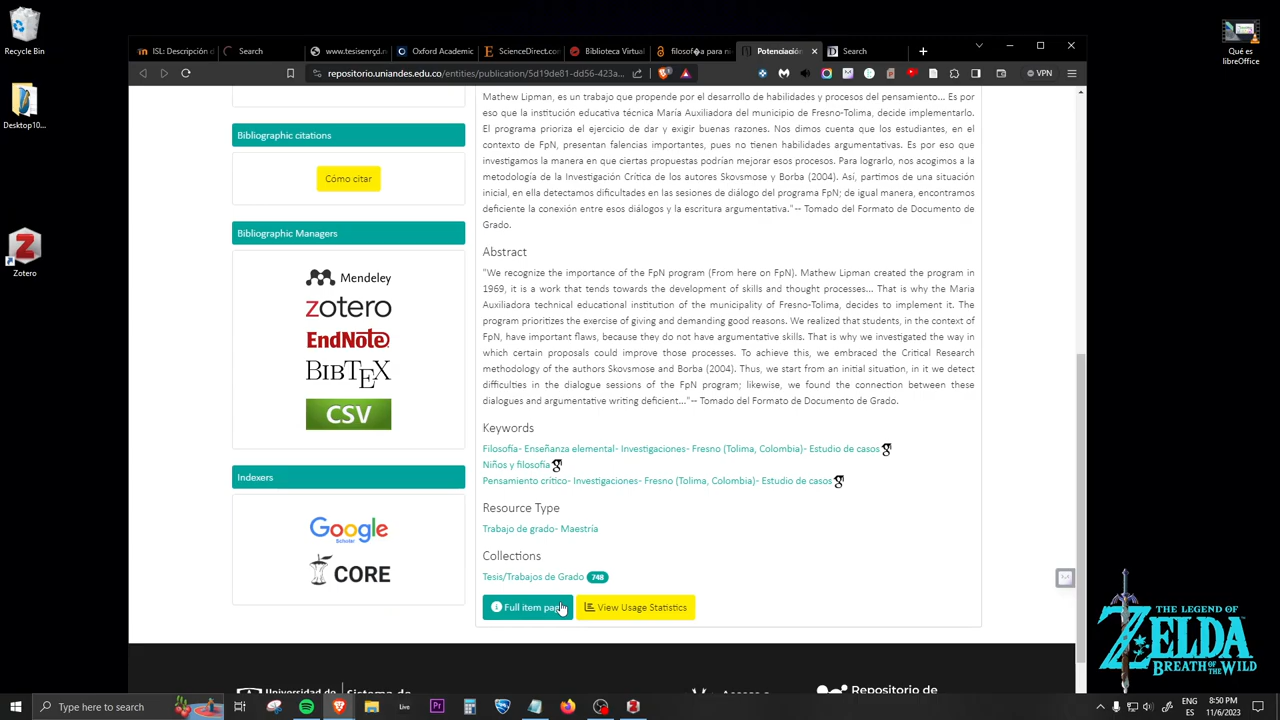 Recycle Bin
Desktop10...
Zotero
Qué es
libreOffice
ISL: Descripción d
Search
www.tesisenrçd.n
Oxford Academic
ScienceDirect.co
Biblioteca Virtual
filosof�a para ni
Potenciación
Search
repositorio.uniandes.edu.co/entities/publication/5d19de81-dd56-423a...
VPN
Bibliographic citations
Cómo citar
Bibliographic Managers
Mendeley
zotero
EndNote
BIBTEX
CSV
Indexers
Google
Scholar
CORE
Mathew Lipman, es un trabajo que propende por el desarrollo de habilidades y procesos del pensamiento... Es por
eso que la institución educativa técnica María Auxiliadora del municipio de Fresno-Tolima, decide implementarlo.
El programa prioriza el ejercicio de dar y exigir buenas razones. Nos dimos cuenta que los estudiantes, en el
contexto de FpN, presentan falencias importantes, pues no tienen habilidades argumentativas. Es por eso que
investigamos la manera en que ciertas propuestas podrían mejorar esos procesos. Para lograrlo, nos acogimos a la
metodología de la Investigación Crítica de los autores Skovsmose y Borba (2004). Así, partimos de una situación
inicial, en ella detectamos dificultades en las sesiones de diálogo del programa FpN; de igual manera, encontramos
deficiente la conexión entre esos diálogos y la escritura argumentativa." -- Tomado del Formato de Documento de
Grado.
Abstract
"We recognize the importance of the FpN program (From here on FpN). Mathew Lipman created the program in
1969, it is a work that tends towards the development of skills and thought processes... That is why the Maria
Auxiliadora technical educational institution of the municipality of Fresno-Tolima, decides to implement it. The
program prioritizes the exercise of giving and demanding good reasons. We realized that students, in the context of
FpN, have important flaws, because they do not have argumentative skills. That is why we investigated the way in
which certain proposals could improve those processes. To achieve this, we embraced the Critical Research
methodology of the authors Skovsmose and Borba (2004). Thus, we start from an initial situation, in it we detect
difficulties in the dialogue sessions of the FpN program; likewise, we found the connection between these
dialogues and argumentative writing deficient..." -- Tomado del Formato de Documento de Grado.
Keywords
Filosofía - Enseñanza elemental - Investigaciones - Fresno (Tolima, Colombia) - Estudio de casos
Niños y filosofía
Pensamiento crítico - Investigaciones - Fresno (Tolima, Colombia) - Estudio de casos
Resource Type
Trabajo de grado - Maestría
Collections
Tesis/Trabajos de Grado 748
Full item page
View Usage Statistics
Universidad de
Sistema de
Acceso a
Repositorio de
THE LEGEND OF
ZELDA
BREATH OF THE WILD
Type here to search
Live
Pr
ENG
ES
8:50 PM
11/6/2023